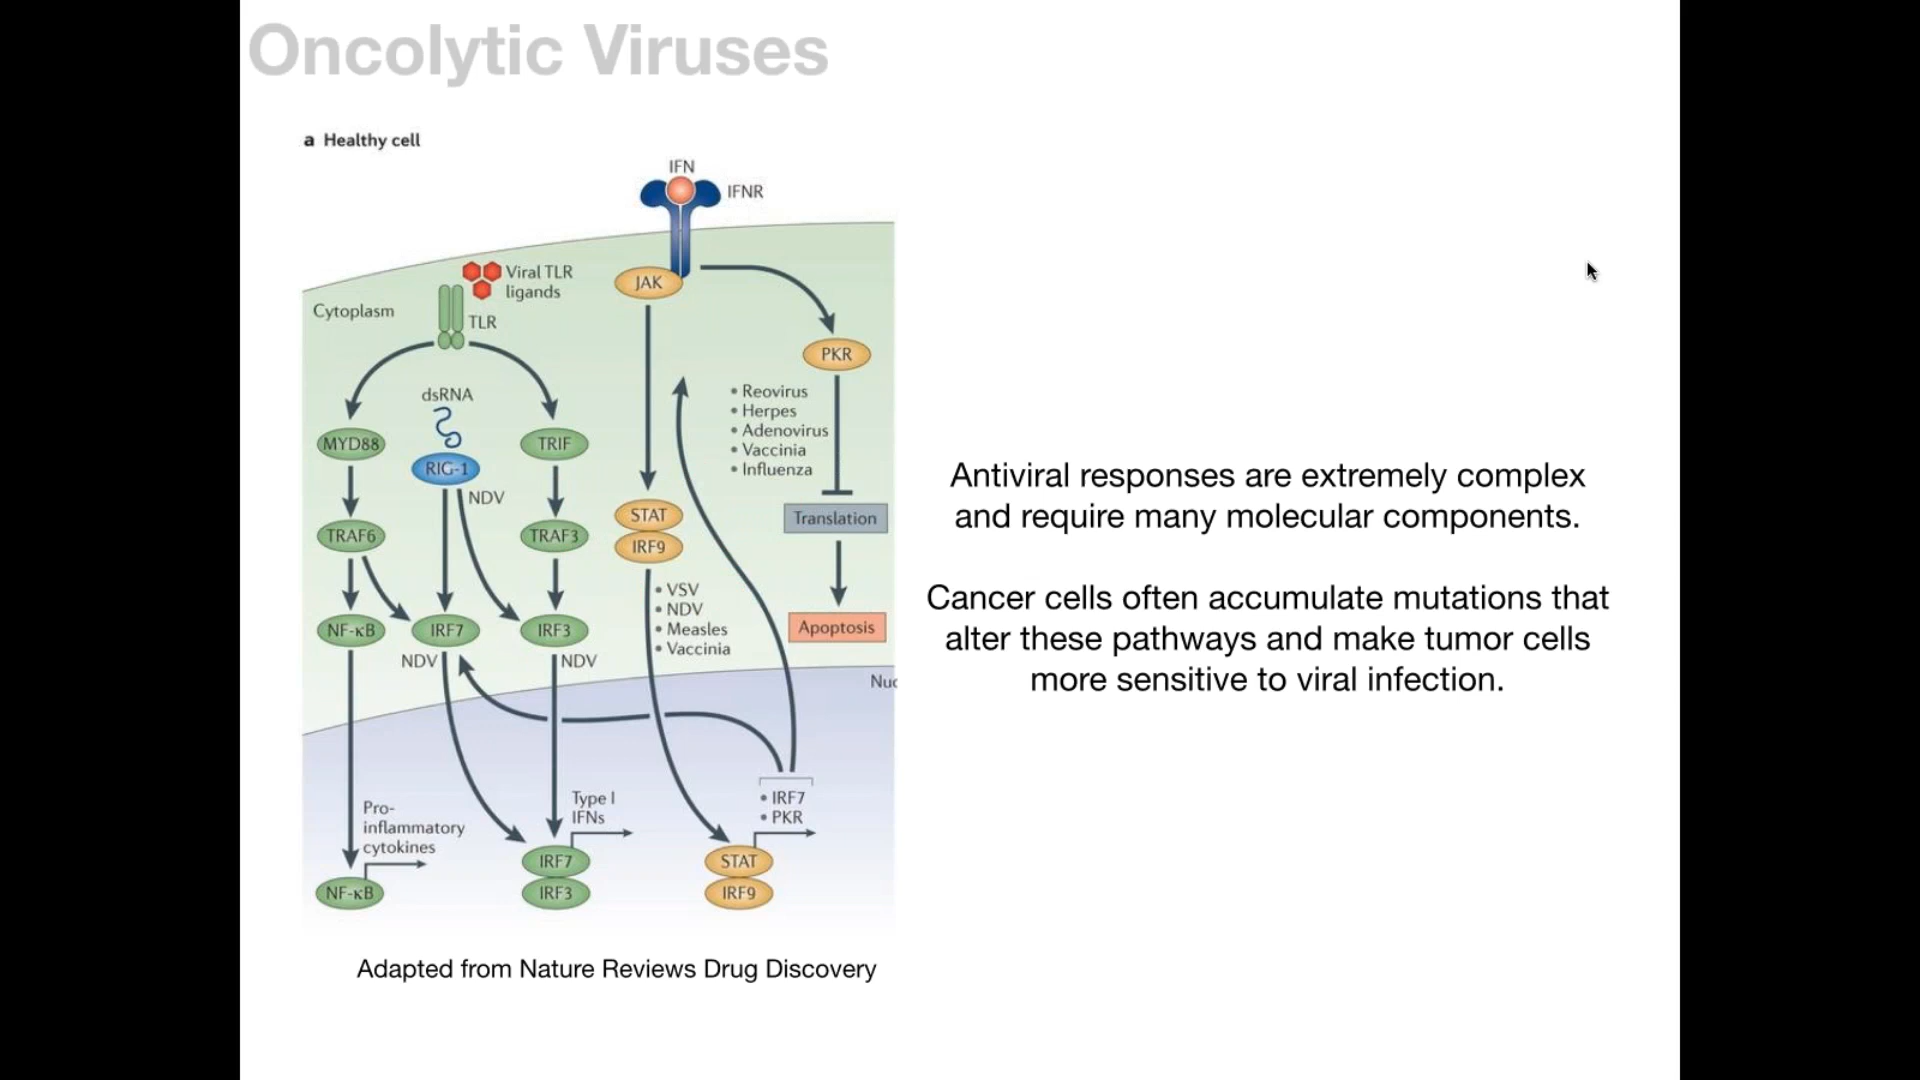 Oncolytic Viruses
a Healthy cell
IFN
IFNR
Viral TLR
ligands
JAK
Cytoplasm
TLR
PKR
dsRNA
• Reovirus
• Herpes
• Adenovirus
• Vaccinia
• Influenza
MYD88
TRIF
RIG-1
NDV
STAT
IRF9
Translation
TRAF6
TRAF3
• VSV
• NDV
• Measles
• Vaccinia
NF-κB
IRF7
IRF3
Apoptosis
NDV
NDV
Nuc
Pro-
inflammatory
cytokines
Type I
IFNs
• IRF7
• PKR
NF-κB
IRF7
IRF3
STAT
IRF9
Antiviral responses are extremely complex
and require many molecular components.
Cancer cells often accumulate mutations that
alter these pathways and make tumor cells
more sensitive to viral infection.
Adapted from Nature Reviews Drug Discovery